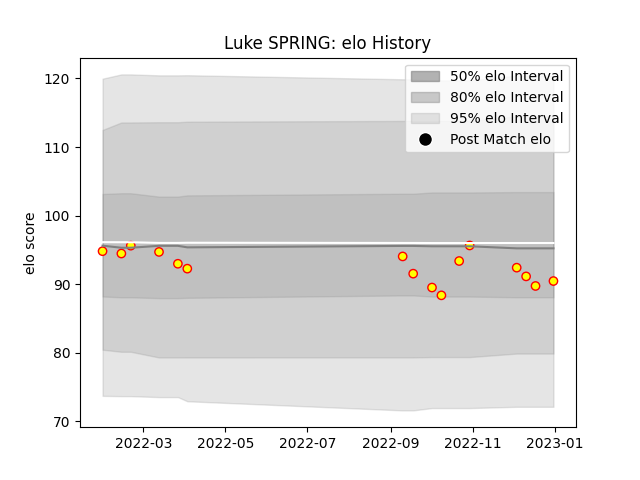 Luke SPRING: elo History
50% elo Interval
80% elo Interval
95% elo Interval
Post Match elo
elo score
120
110
100
90
80
70
2022-03
2022-05
2022-07
2022-09
2022-11
2023-01